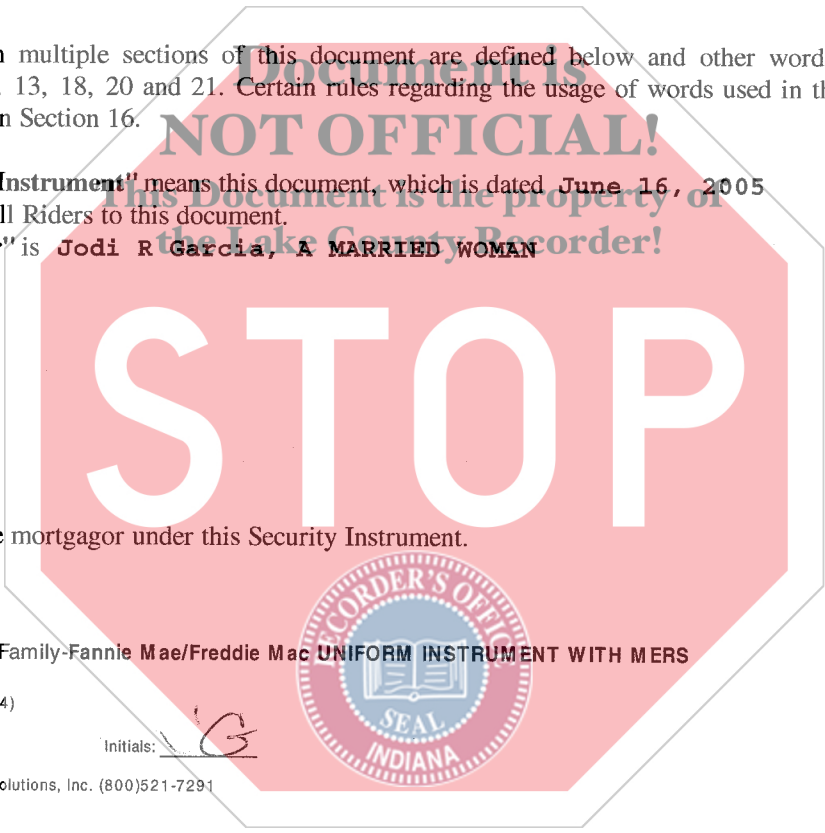 multiple sections of this document are defined below and other word
13, 18, 20 and 21. Certain rules regarding the usage of words used in th
n Section 16.
Document is
NOT OFFICIAL!
This Document is the property of
the Lake County Recorder!
Instrument" means this document, which is dated June 16, 2005
ll Riders to this document.
" is Jodi R Garcia, A MARRIED WOMAN
STOP
e mortgagor under this Security Instrument.
RECORDER'S OFFICE
SEAL
INDIANA
Family-Fannie Mae/Freddie Mac UNIFORM INSTRUMENT WITH MERS
4)
Initials: JG
olutions, Inc. (800)521-7291